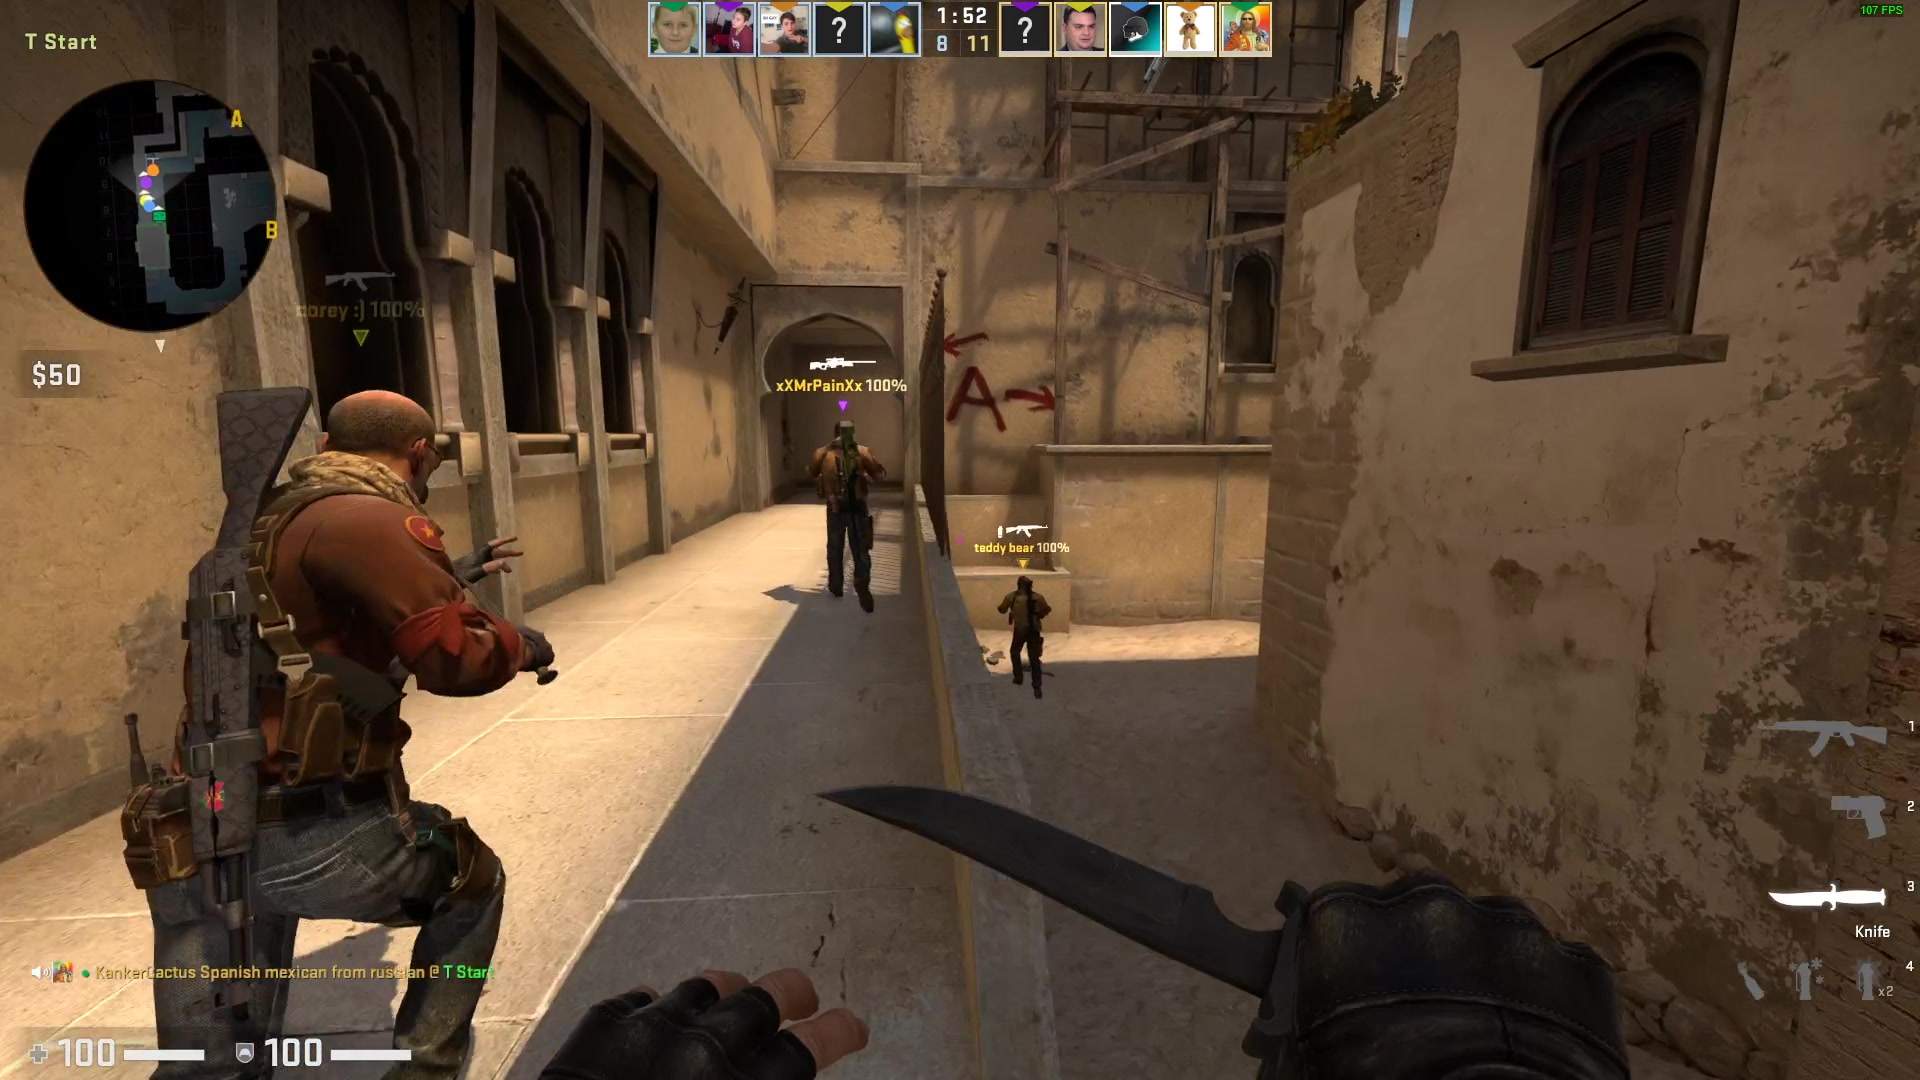 107 FPS
T Start
? 1:52 ?
8 11
A
B
corey :] 100%
$50
xXMrPainXx 100%
A
teddy bear 100%
1
2
3
Knife
KankerCactus Spanish mexican from russian @ T Start
4
x2
100 100